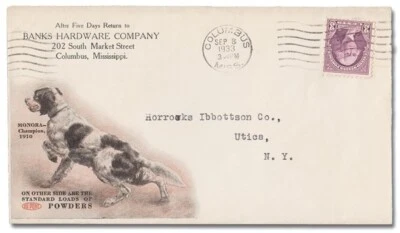 After Five Days Return to
BANKS HARDWARE COMPANY
202 South Market Street
Columbus, Mississippi.
COLUMBUS
SEP 8
1933
3
Horrocks Ibbottson Co.,
Utica,
N. Y.
MONORA—
Champion,
1910
ON OTHER SIDE ARE THE
STANDARD LOADS OF
POWDERS